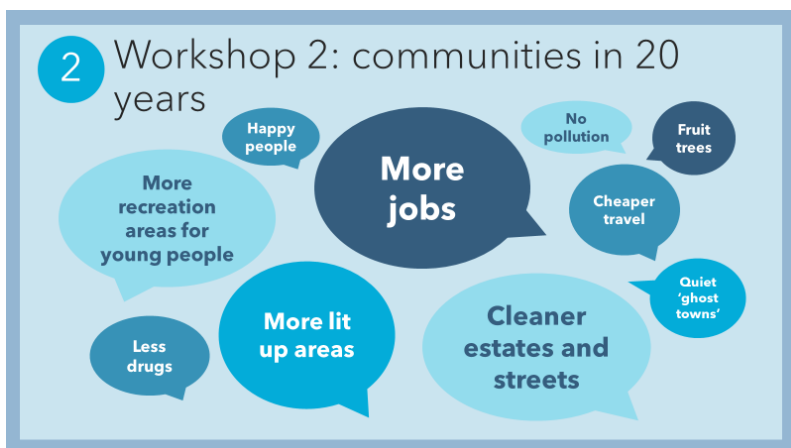 2
Workshop 2: communities in 20
years
Happy
people
More
jobs
No
pollution
Fruit
trees
More
recreation
areas for
young people
Cheaper
travel
Quiet
‘ghost
towns’
More lit
up areas
Cleaner
estates and
streets
Less
drugs